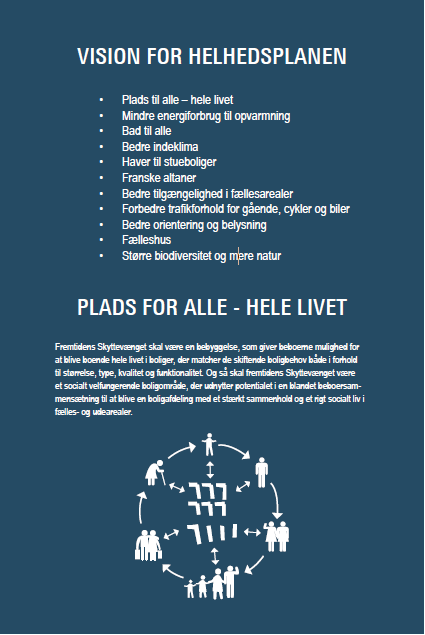 VISION FOR HELHEDSPLANEN
• Plads til alle – hele livet
• Mindre energiforbrug til opvarmning
• Bad til alle
• Bedre indeklima
• Haver til stueboliger
• Franske altaner
• Bedre tilgængelighed i fællesarealer
• Forbedre trafikforhold for gående, cykler og biler
• Bedre orientering og belysning
• Fælleshus
• Større biodiversitet og mere natur
PLADS FOR ALLE - HELE LIVET
Fremtidens Skyttevænget skal være en bebyggelse, som giver beboerne mulighed for
at blive boende hele livet i boliger, der matcher de skiftende boligbehov både i forhold
til størrelse, type, kvalitet og funktionalitet. Og så skal fremtidens Skyttevænget være
et socialt velfungerende boligområde, der udnytter potentialet i en blandet beboersam-
mensætning til at blive en boligafdeling med et stærkt sammenhold og et rigt socialt liv i
fælles- og udearealer.